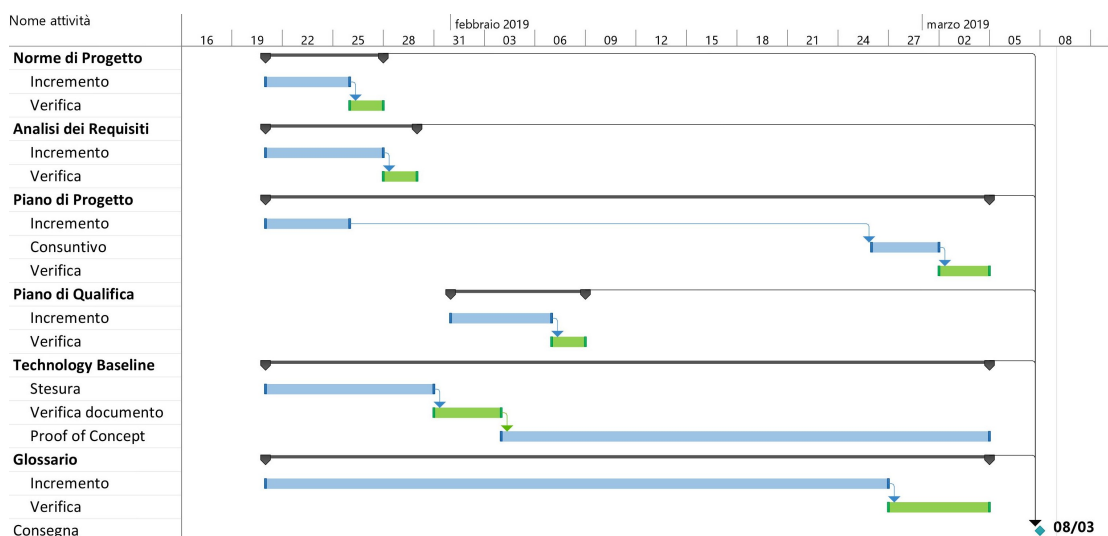 Nome attività
febbraio 2019
marzo 2019
16 19 22 25 28 31 03 06 09 12 15 18 21 24 27 02 05 08
Norme di Progetto
Incremento
Verifica
Analisi dei Requisiti
Incremento
Verifica
Piano di Progetto
Incremento
Consuntivo
Verifica
Piano di Qualifica
Incremento
Verifica
Technology Baseline
Stesura
Verifica documento
Proof of Concept
Glossario
Incremento
Verifica
Consegna
08/03